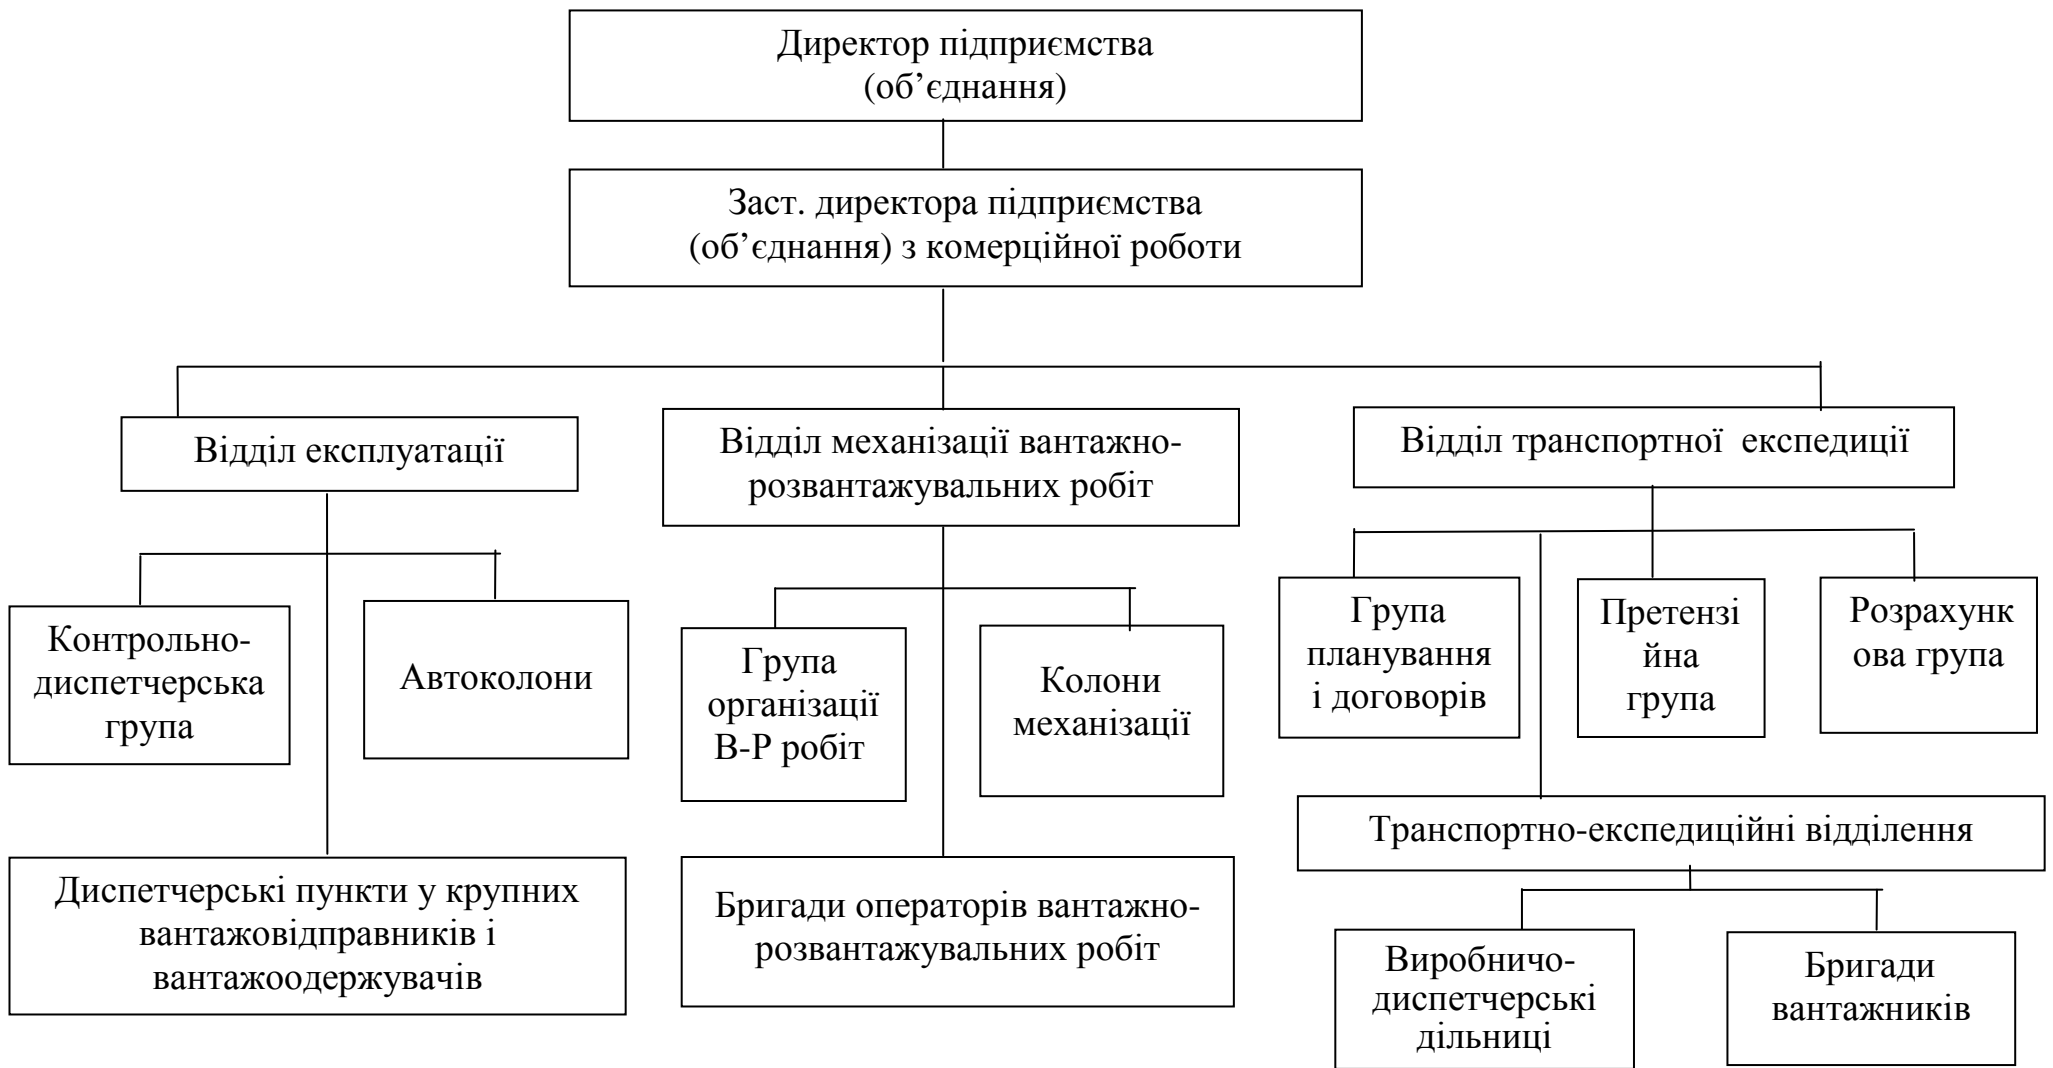 Директор підприємства
(об’єднання)
Заст. директора підприємства
(об’єднання) з комерційної роботи
Відділ експлуатації
Відділ механізації вантажно-
розвантажувальних робіт
Відділ транспортної експедиції
Контрольно-
диспетчерська
група
Автоколони
Група
організації
В-Р робіт
Колони
механізації
Група
планування
і договорів
Претензі
йна
група
Розрахунк
ова група
Транспортно-експедиційні відділення
Диспетчерські пункти у крупних
вантажовідправників і
вантажоодержувачів
Бригади операторів вантажно-
розвантажувальних робіт
Виробничо-
диспетчерські
дільниці
Бригади
вантажників